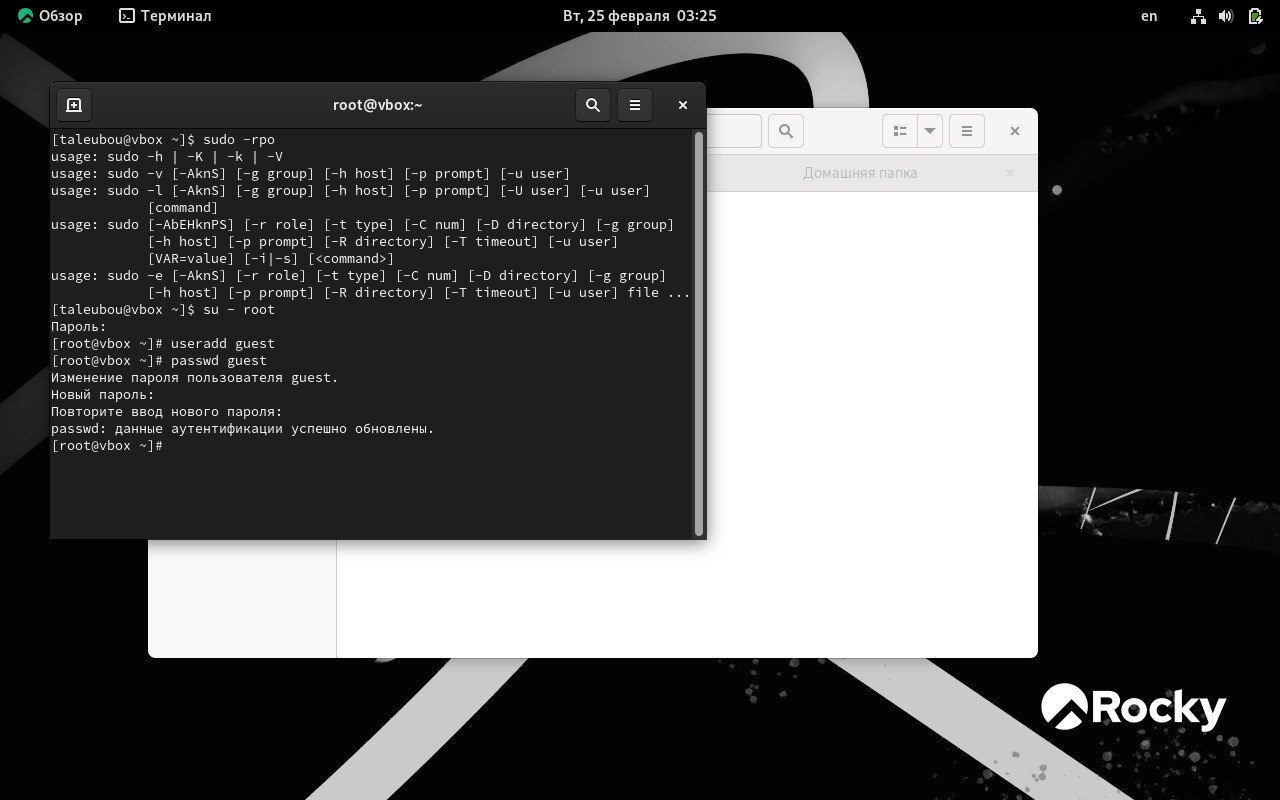 Обзор
Терминал
Вт, 25 февраля 03:25
en
root@vbox:~
[taleubou@vbox ~]$ sudo -rpo
usage: sudo -h | -K | -k | -V
usage: sudo -v [-AknS] [-g group] [-h host] [-p prompt] [-u user]
usage: sudo -l [-AknS] [-g group] [-h host] [-p prompt] [-U user] [-u user]
            [command]
usage: sudo [-AbEHknPS] [-r role] [-t type] [-C num] [-D directory] [-g group]
            [-h host] [-p prompt] [-R directory] [-T timeout] [-u user]
            [VAR=value] [-i|-s] [<command>]
usage: sudo -e [-AknS] [-r role] [-t type] [-C num] [-D directory] [-g group]
            [-h host] [-p prompt] [-R directory] [-T timeout] [-u user] file ...
[taleubou@vbox ~]$ su - root
Пароль:
[root@vbox ~]# useradd guest
[root@vbox ~]# passwd guest
Изменение пароля пользователя guest.
Новый пароль:
Повторите ввод нового пароля:
passwd: данные аутентификации успешно обновлены.
[root@vbox ~]#
Домашняя папка
Rocky